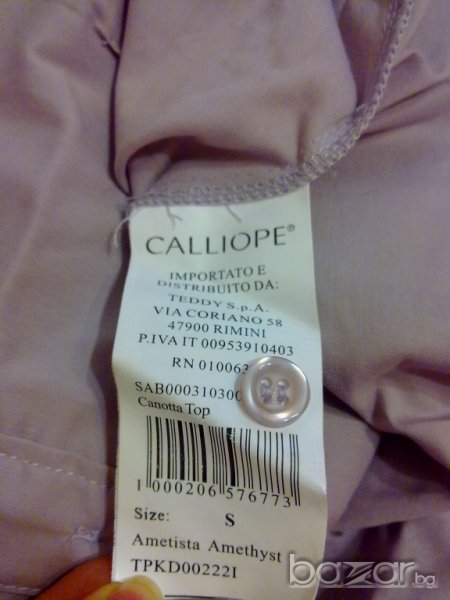 CALLIOPE®
IMPORTATO E
DISTRIBUITO DA:
TEDDY S.p.A.
VIA CORIANO 58
47900 RIMINI
P.IVA IT 00953910403
RN 010063
SAB000310300
Canotta Top
1 000206 576773
Size: S
Ametista Amethyst
TPKD00222I
bazar.bg